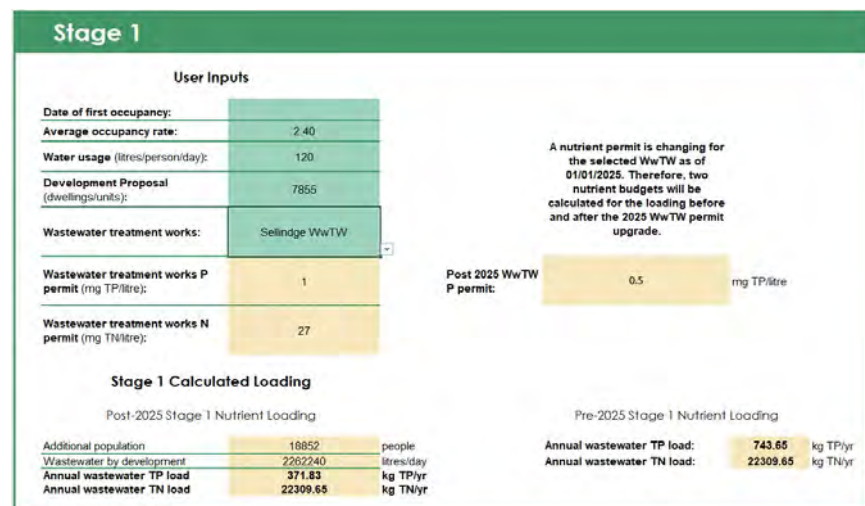 Stage 1
User Inputs
Date of first occupancy:
Average occupancy rate: 2.40
Water usage (litres/person/day): 120
Development Proposal
(dwellings/units): 7855
Wastewater treatment works: Sellindge WwTW
Wastewater treatment works P
permit (mg TP/litre): 1
Wastewater treatment works N
permit (mg TN/litre): 27
A nutrient permit is changing for
the selected WwTW as of
01/01/2025. Therefore, two
nutrient budgets will be
calculated for the loading before
and after the 2025 WwTW permit
upgrade.
Post 2025 WwTW
P permit: 0.5 mg TP/litre
Stage 1 Calculated Loading
Post-2025 Stage 1 Nutrient Loading
Additional population 18852 people
Wastewater by development 2262240 litres/day
Annual wastewater TP load 371.83 kg TP/yr
Annual wastewater TN load 22309.65 kg TN/yr
Pre-2025 Stage 1 Nutrient Loading
Annual wastewater TP load: 743.65 kg TP/yr
Annual wastewater TN load: 22309.65 kg TN/yr